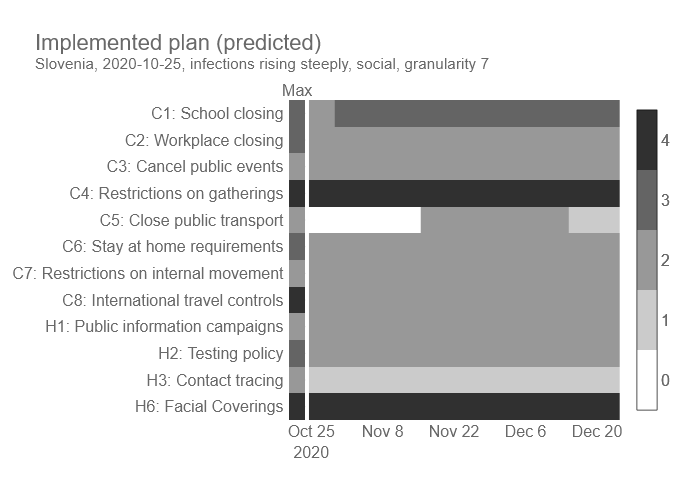 Implemented plan (predicted)
Slovenia, 2020-10-25, infections rising steeply, social, granularity 7
Max
C1: School closing
C2: Workplace closing
C3: Cancel public events
C4: Restrictions on gatherings
C5: Close public transport
C6: Stay at home requirements
C7: Restrictions on internal movement
C8: International travel controls
H1: Public information campaigns
H2: Testing policy
H3: Contact tracing
H6: Facial Coverings
4
3
2
1
0
Oct 25 Nov 8 Nov 22 Dec 6 Dec 20
2020